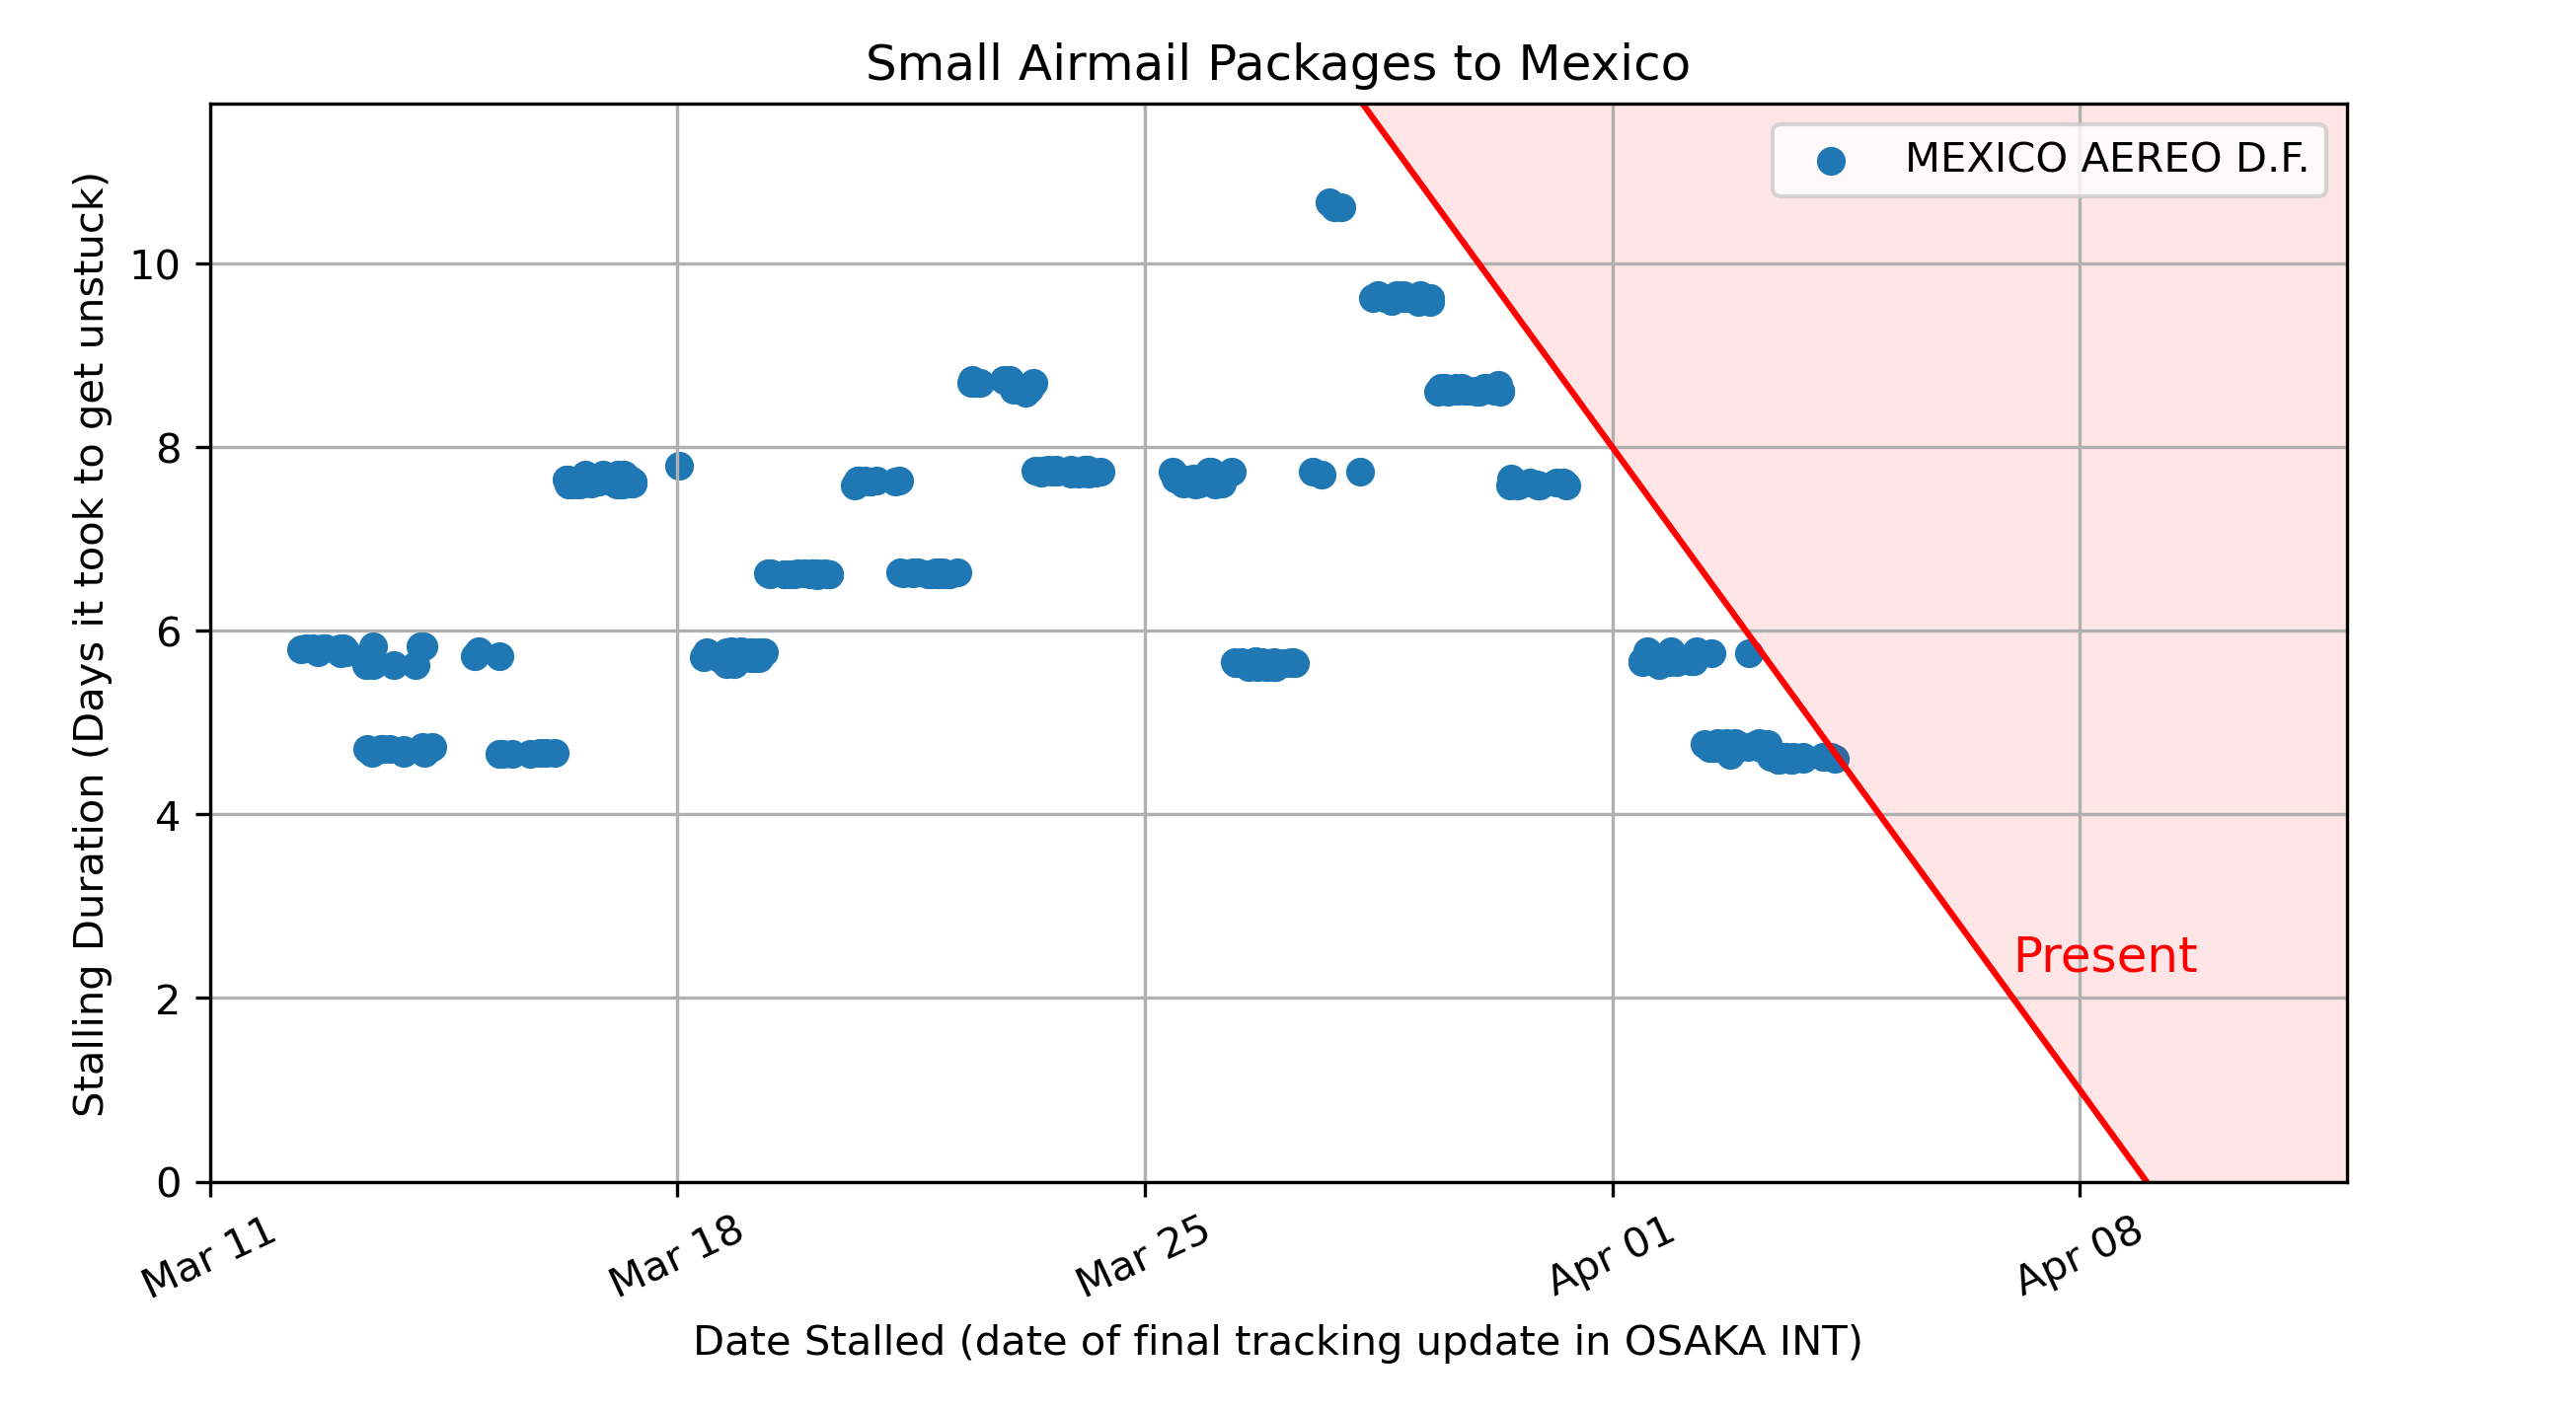 Small Airmail Packages to Mexico
MEXICO AEREO D.F.
Stalling Duration (Days it took to get unstuck)
10
8
6
4
2
0
Present
Mar 11
Mar 18
Mar 25
Apr 01
Apr 08
Date Stalled (date of final tracking update in OSAKA INT)